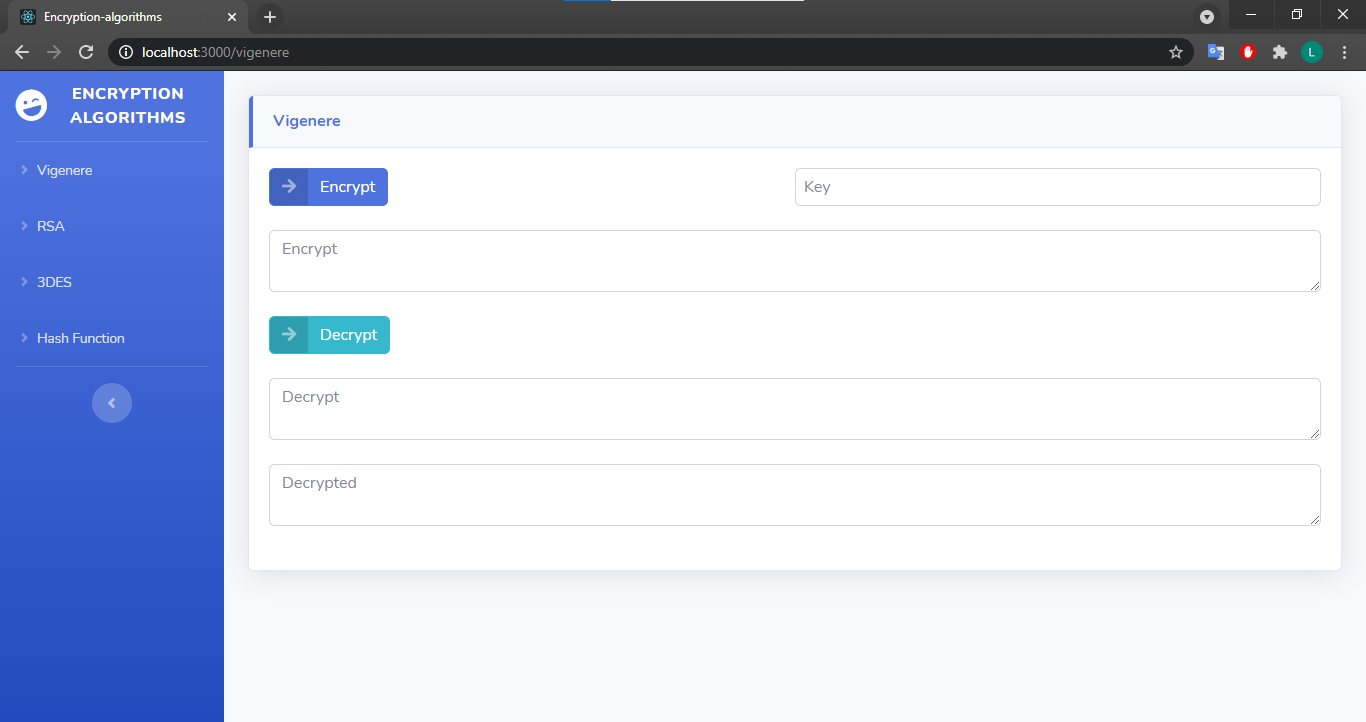 Encryption-algorithms
localhost:3000/vigenere
L
ENCRYPTION
ALGORITHMS
Vigenere
RSA
3DES
Hash Function
Vigenere
Encrypt
Key
Encrypt
Decrypt
Decrypt
Decrypted